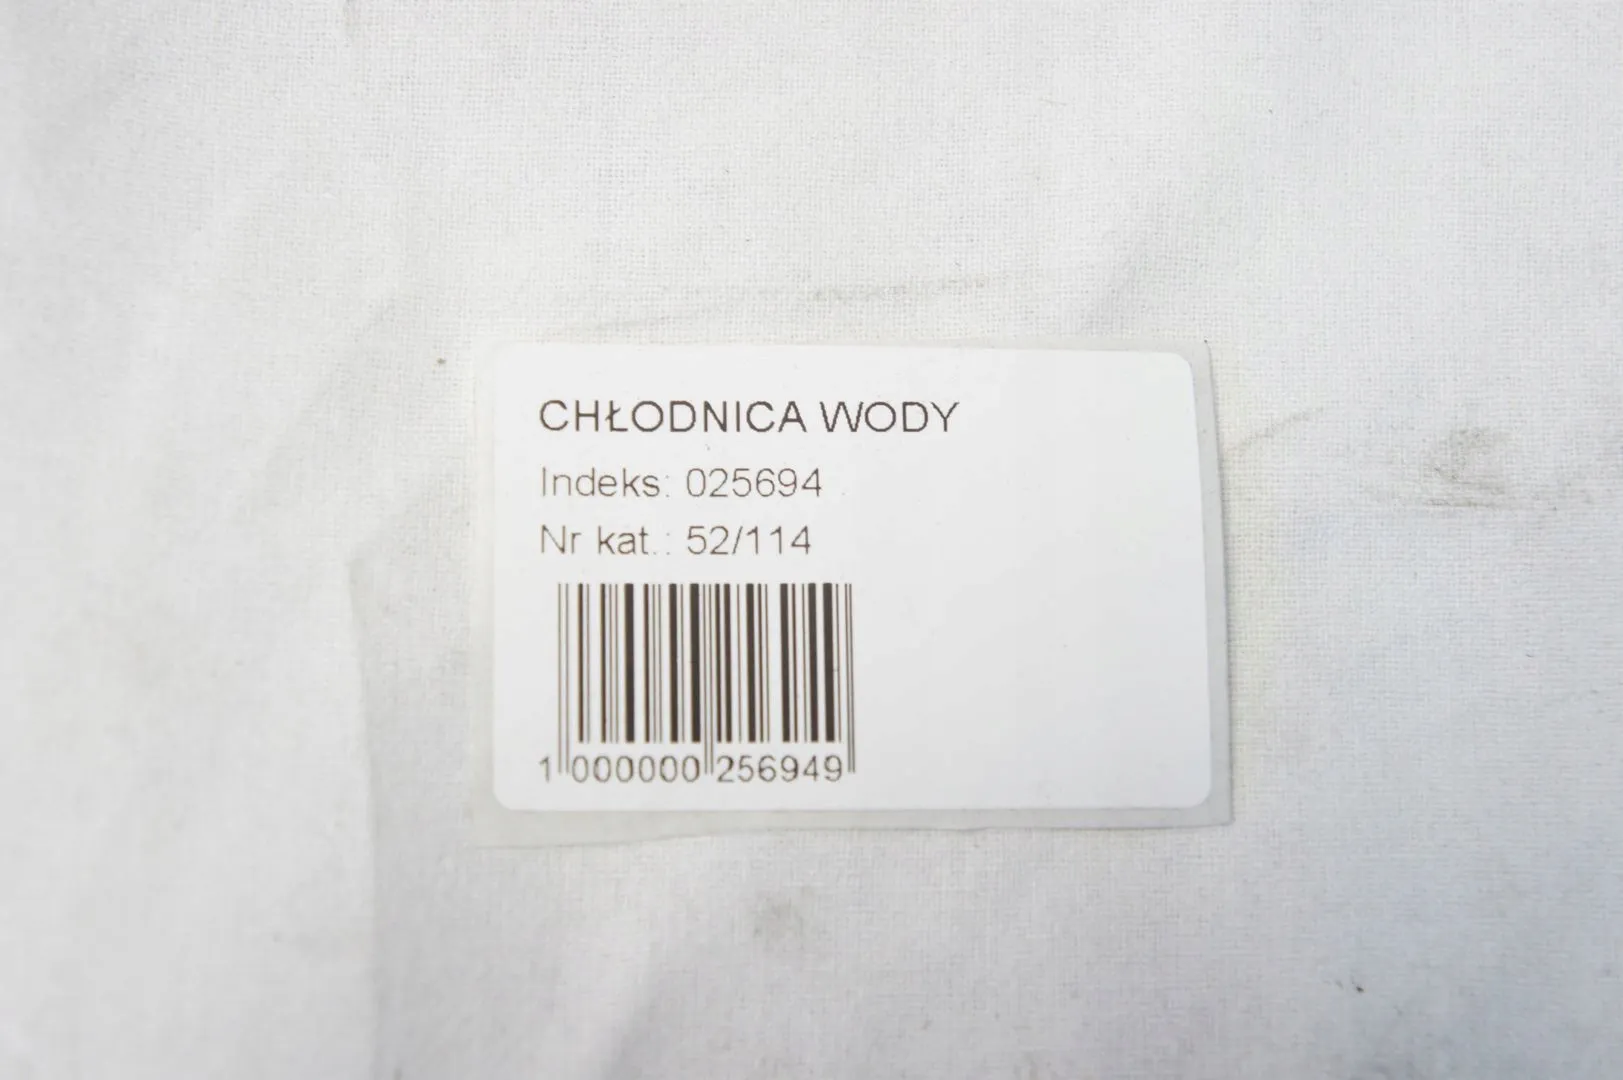 CHŁODNICA WODY
Indeks: 025694
Nr kat.: 52/114
1 000000 256949